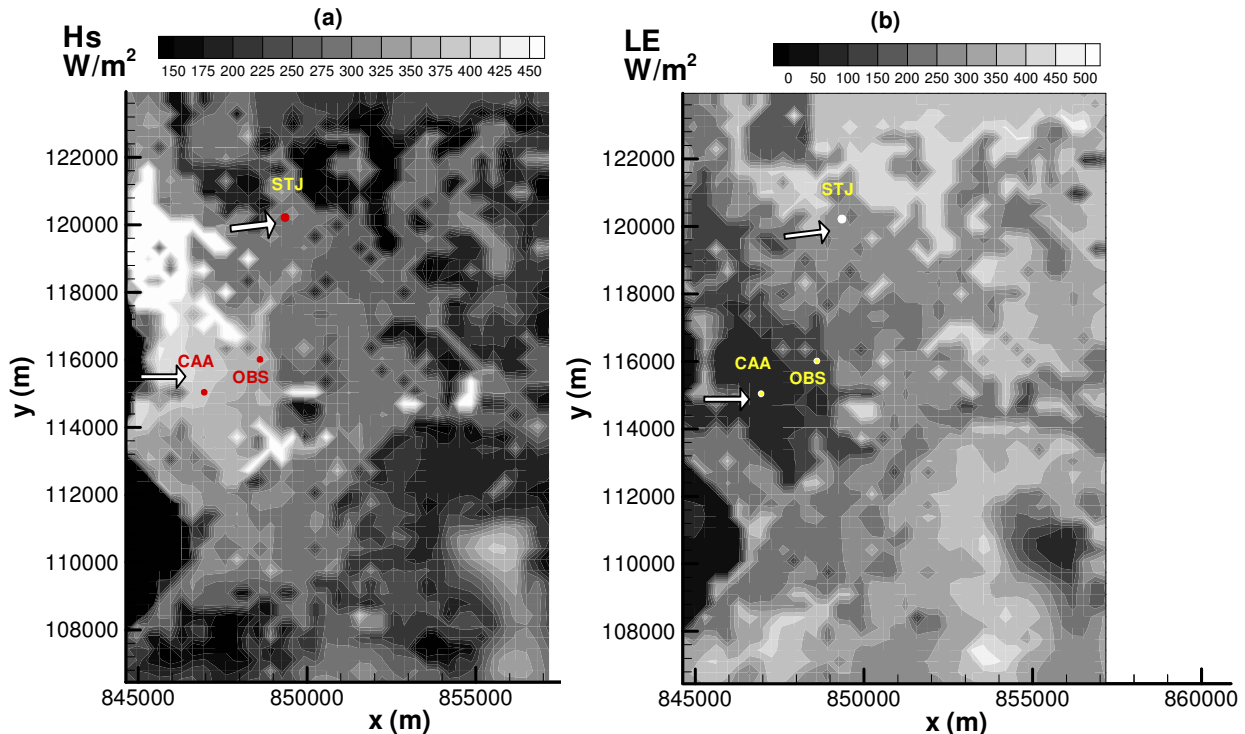 (a)
Hs
W/m²
150 175 200 225 250 275 300 325 350 375 400 425 450
122000
120000
118000
116000
114000
112000
110000
108000
y (m)
STJ
CAA
OBS
845000 850000 855000
x (m)
(b)
LE
W/m²
0 50 100 150 200 250 300 350 400 450 500
122000
120000
118000
116000
114000
112000
110000
108000
y (m)
STJ
CAA
OBS
845000 850000 855000 860000
x (m)